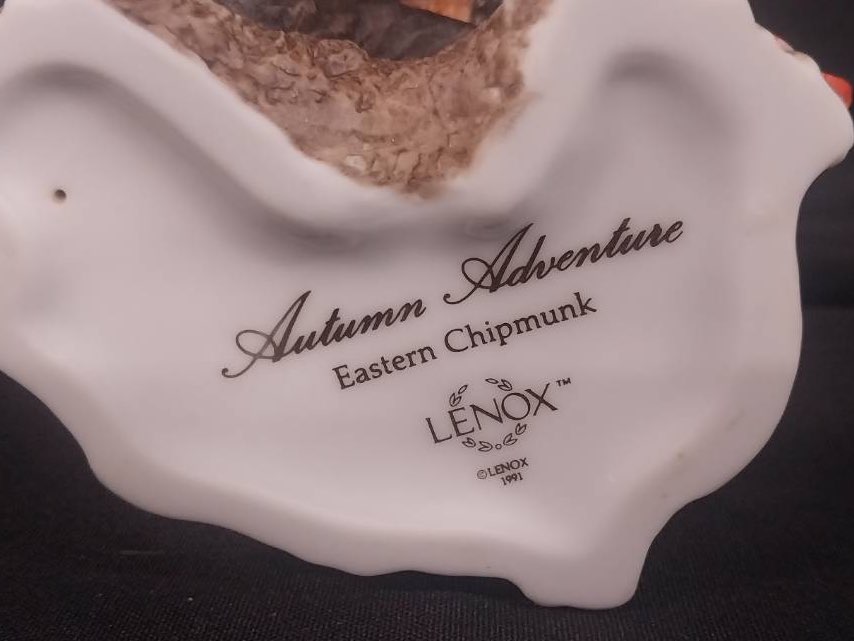 Autumn Adventure
Eastern Chipmunk
LENOX™
©LENOX
1991